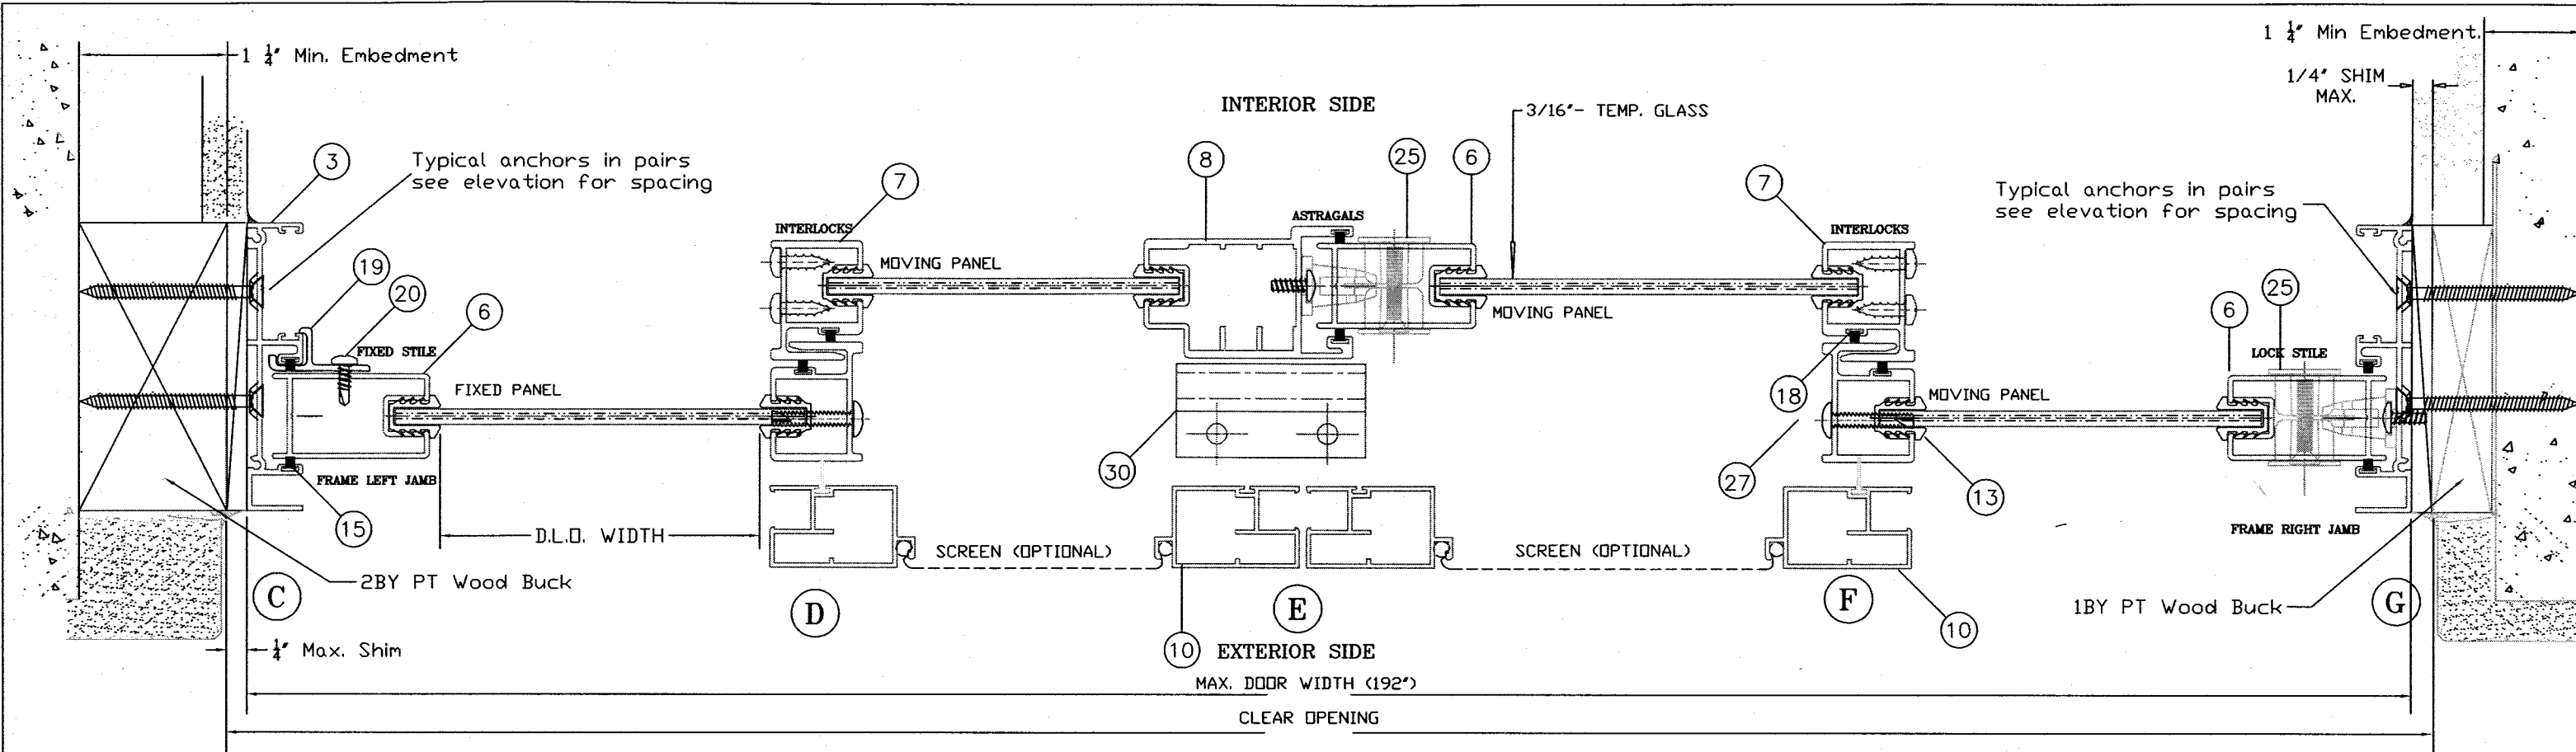 1 1/4" Min. Embedment
1 1/4" Min Embedment.
1/4" SHIM
MAX.
INTERIOR SIDE
3/16"- TEMP. GLASS
3
Typical anchors in pairs
see elevation for spacing
7
8
25
6
7
Typical anchors in pairs
see elevation for spacing
ASTRAGALS
INTERLOCKS
INTERLOCKS
MOVING PANEL
19
20
6
MOVING PANEL
6
25
FIXED STILE
LOCK STILE
FIXED PANEL
18
MOVING PANEL
30
27
13
FRAME LEFT JAMB
15
D.L.O. WIDTH
FRAME RIGHT JAMB
SCREEN (OPTIONAL)
SCREEN (OPTIONAL)
2BY PT Wood Buck
C
D
E
F
1BY PT Wood Buck
G
10
10
1/4" Max. Shim
EXTERIOR SIDE
MAX. DOOR WIDTH (192")
CLEAR OPENING